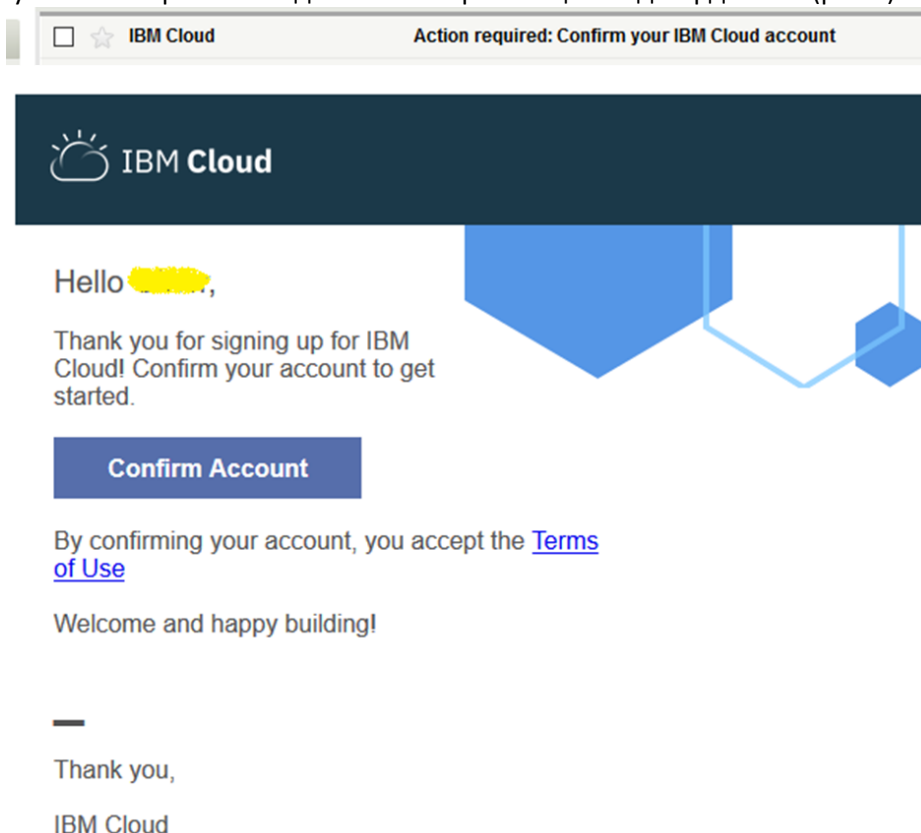 IBM Cloud Action required: Confirm your IBM Cloud account
IBM Cloud
Hello
Thank you for signing up for IBM
Cloud! Confirm your account to get
started.
Confirm Account
By confirming your account, you accept the Terms
of Use
Welcome and happy building!
Thank you,
IBM Cloud